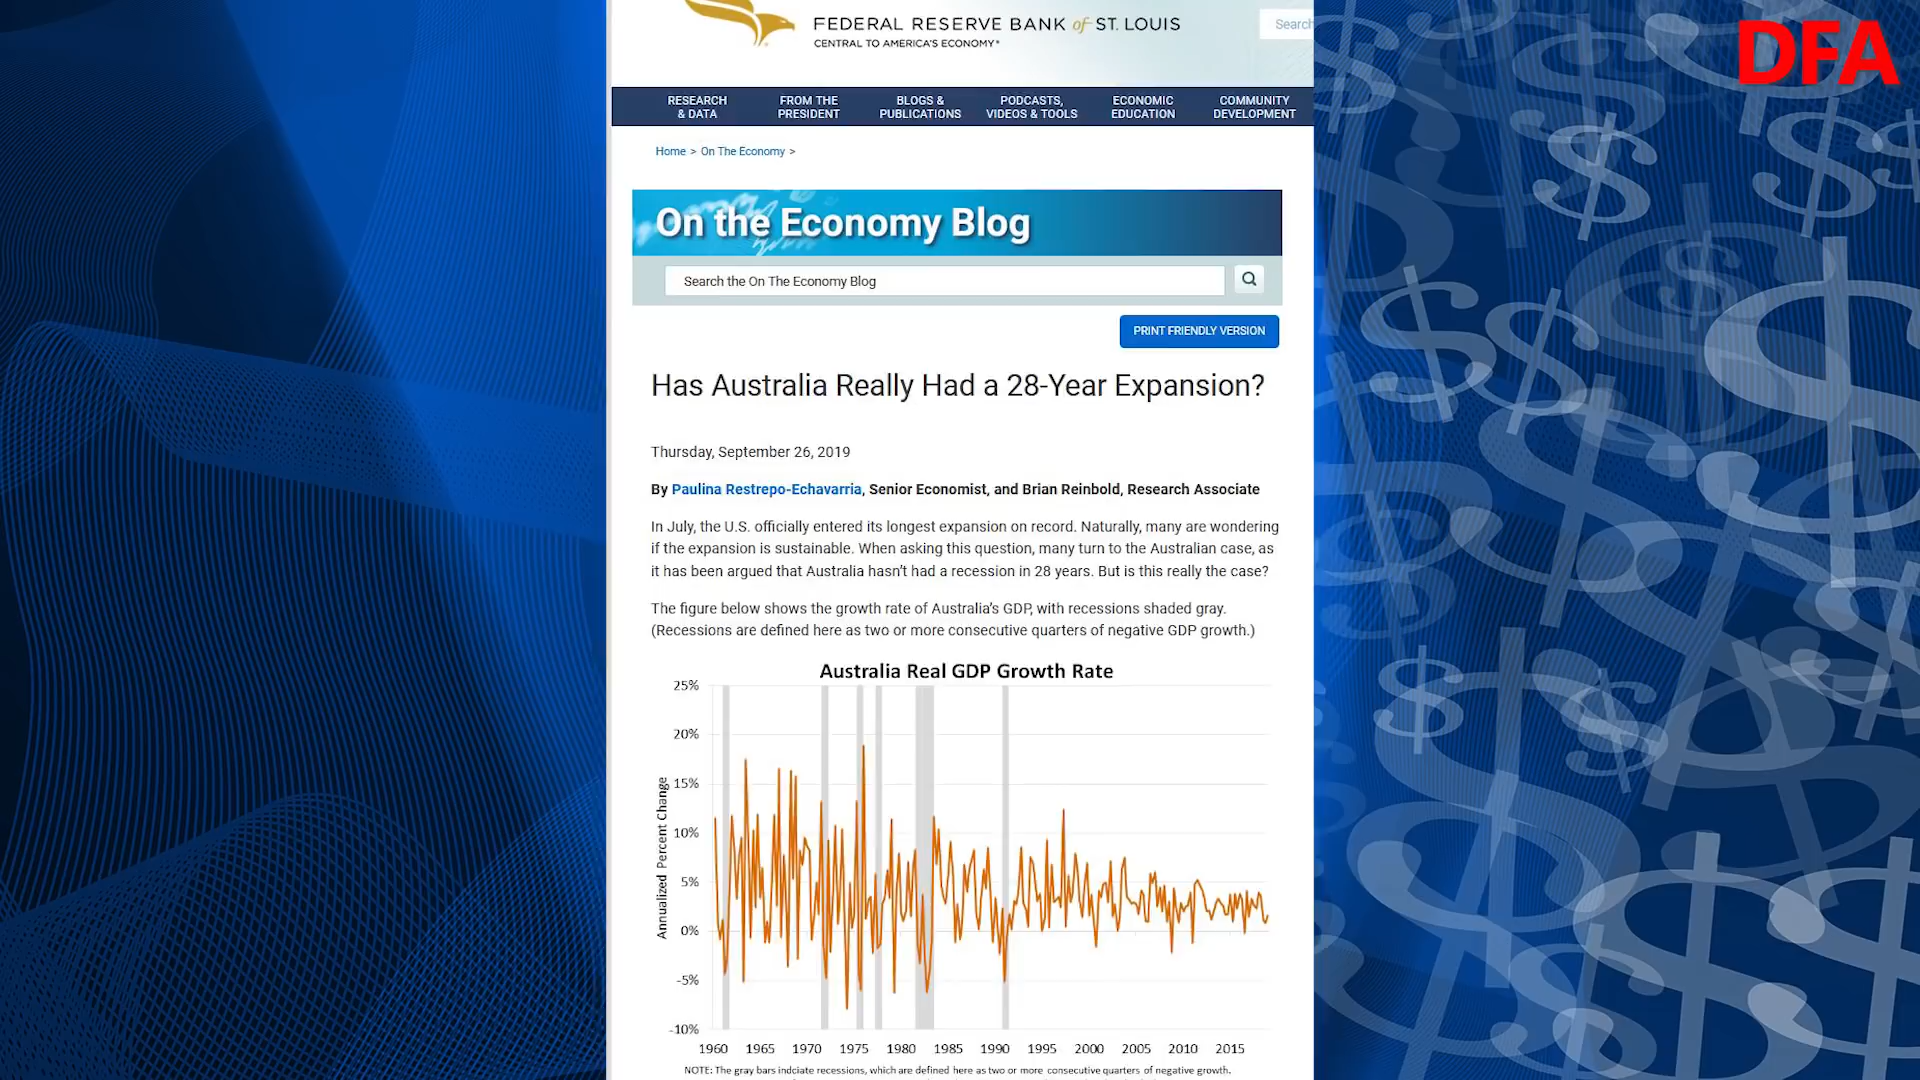 FEDERAL RESERVE BANK of ST. LOUIS
CENTRAL TO AMERICA'S ECONOMY®
Search
DFA
RESEARCH & DATA
FROM THE PRESIDENT
BLOGS & PUBLICATIONS
PODCASTS, VIDEOS & TOOLS
ECONOMIC EDUCATION
COMMUNITY DEVELOPMENT
Home > On The Economy >
On the Economy Blog
Search the On The Economy Blog
PRINT FRIENDLY VERSION
Has Australia Really Had a 28-Year Expansion?
Thursday, September 26, 2019
By Paulina Restrepo-Echavarria, Senior Economist, and Brian Reinbold, Research Associate
In July, the U.S. officially entered its longest expansion on record. Naturally, many are wondering
if the expansion is sustainable. When asking this question, many turn to the Australian case, as
it has been argued that Australia hasn't had a recession in 28 years. But is this really the case?
The figure below shows the growth rate of Australia's GDP, with recessions shaded gray.
(Recessions are defined here as two or more consecutive quarters of negative GDP growth.)
Australia Real GDP Growth Rate
Annualized Percent Change
25%
20%
15%
10%
5%
0%
-5%
-10%
1960 1965 1970 1975 1980 1985 1990 1995 2000 2005 2010 2015
NOTE: The gray bars indciate recessions, which are defined here as two or more consecutive quarters of negative growth.